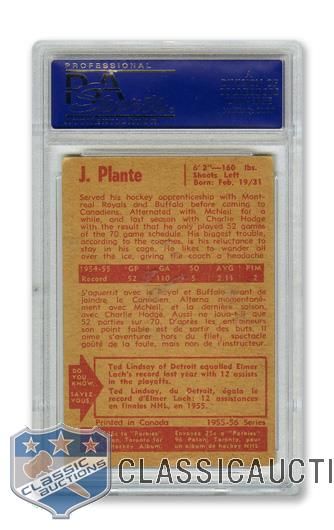 PROFESSIONAL
PSA
J. Plante
6' 2"—160 lbs.
Shoots Left
Born: Feb. 19/31
Served his hockey apprenticeship with Mont-
real Royals and Buffalo before coming to
Canadiens. Alternated with McNeil for a
while, and last season with Charlie Hodge
with the result that he only played 52 games
of the 70 game schedule. His biggest trouble,
according to the coaches, is his reluctance
to stay in his cage. He likes to wander all
over the ice, giving the coach a headache
1954-55 GP GA SO AVG PIM
Record 52 110 5 2.11 2
S'aguerrit avec le Royal et Buffalo avant de
joindre le Canadien. Alterna
avec McNeil, et la dernière saison,
avec Charlie Hodge. Aussi ne joua-t-il
52 parties sur 70. D'après les entraîneurs
son point faible est de sortir des buts. Il
aime faire des hors d'oeuvre, jeu spectac-
laire goûté de la foule, mais non de l'instructeur.
DO
YOU
KNOW
SAVEZ-
VOUS
Ted Lindsay of Detroit equalled Elmer
Lach's record last year with 12 assists
in the playoffs.
Ted Lindsay, du Detroit, égala le
record d'Elmer Lach: 12 assistances
en finales NHL, en 1955.
Printed in Canada 1955-56 Series
CLASSIC
AUCTIONS
CLASSICAUCTI